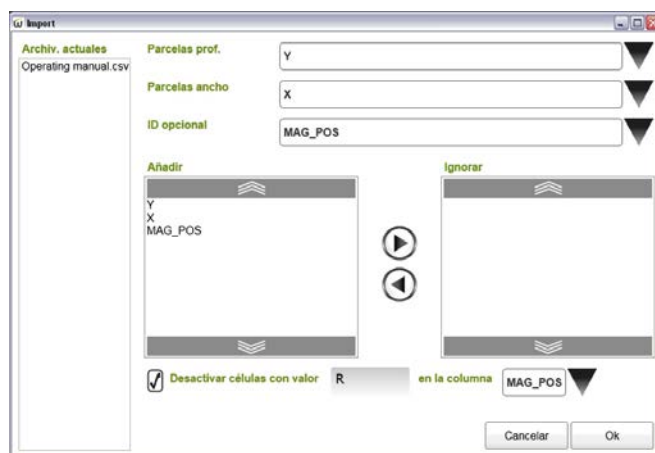 Import
Archiv. actuales
Operating manual.csv
Parcelas prof.
Y
Parcelas ancho
X
ID opcional
MAG_POS
Añadir
Ignorar
Y
X
MAG_POS
Desactivar células con valor R en la columna MAG_POS
Cancelar Ok